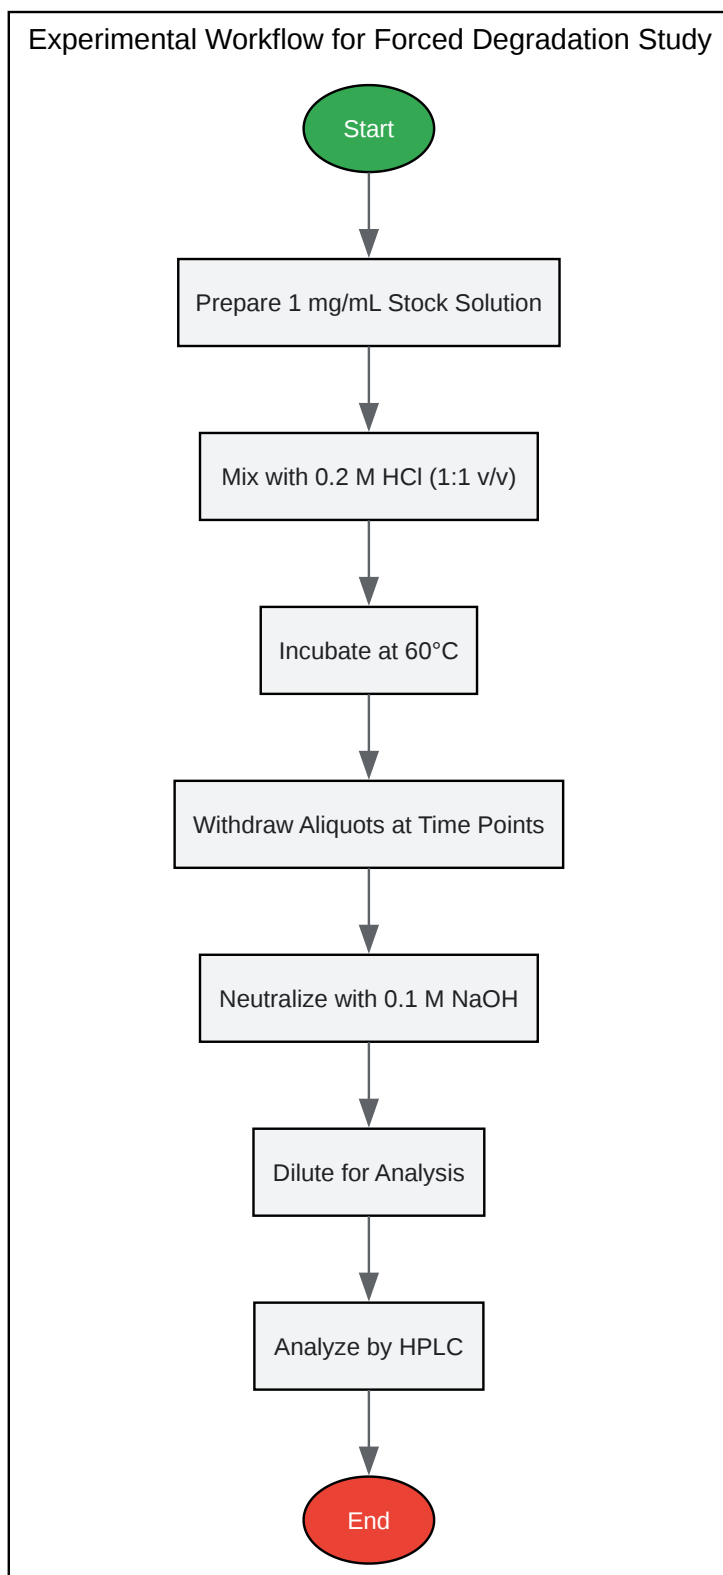 Experimental Workflow for Forced Degradation Study
Start
Prepare 1 mg/mL Stock Solution
Mix with 0.2 M HCl (1:1 v/v)
Incubate at 60°C
Withdraw Aliquots at Time Points
Neutralize with 0.1 M NaOH
Dilute for Analysis
Analyze by HPLC
End